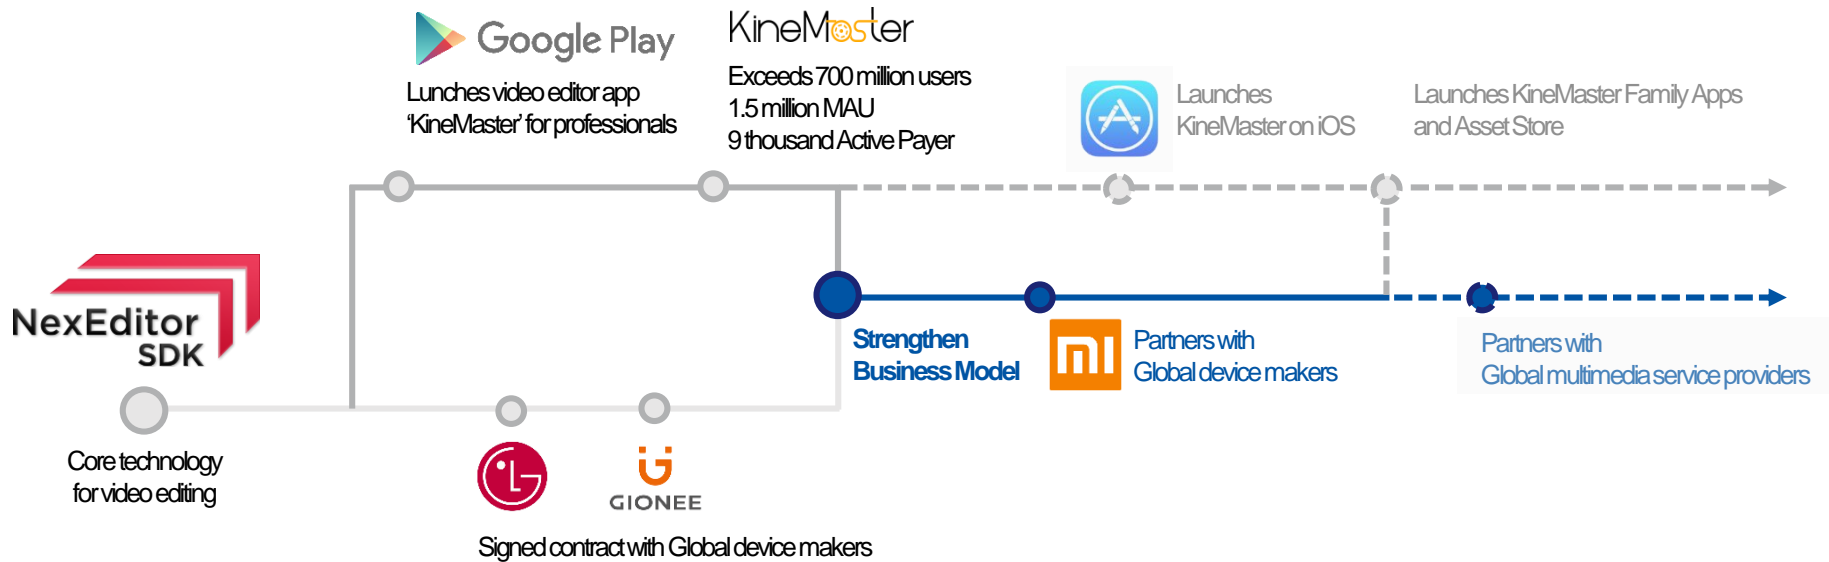 Google Play
Lunches video editor app
‘KineMaster’ for professionals
KineMaster
Exceeds 700 million users
1.5 million MAU
9 thousand Active Payer
Launches
KineMaster on iOS
Launches KineMaster Family Apps
and Asset Store
NexEditor
SDK
Core technology
for video editing
Strengthen
Business Model
mi
Partners with
Global device makers
Partners with
Global multimedia service providers
LG
GIONEE
Signed contract with Global device makers